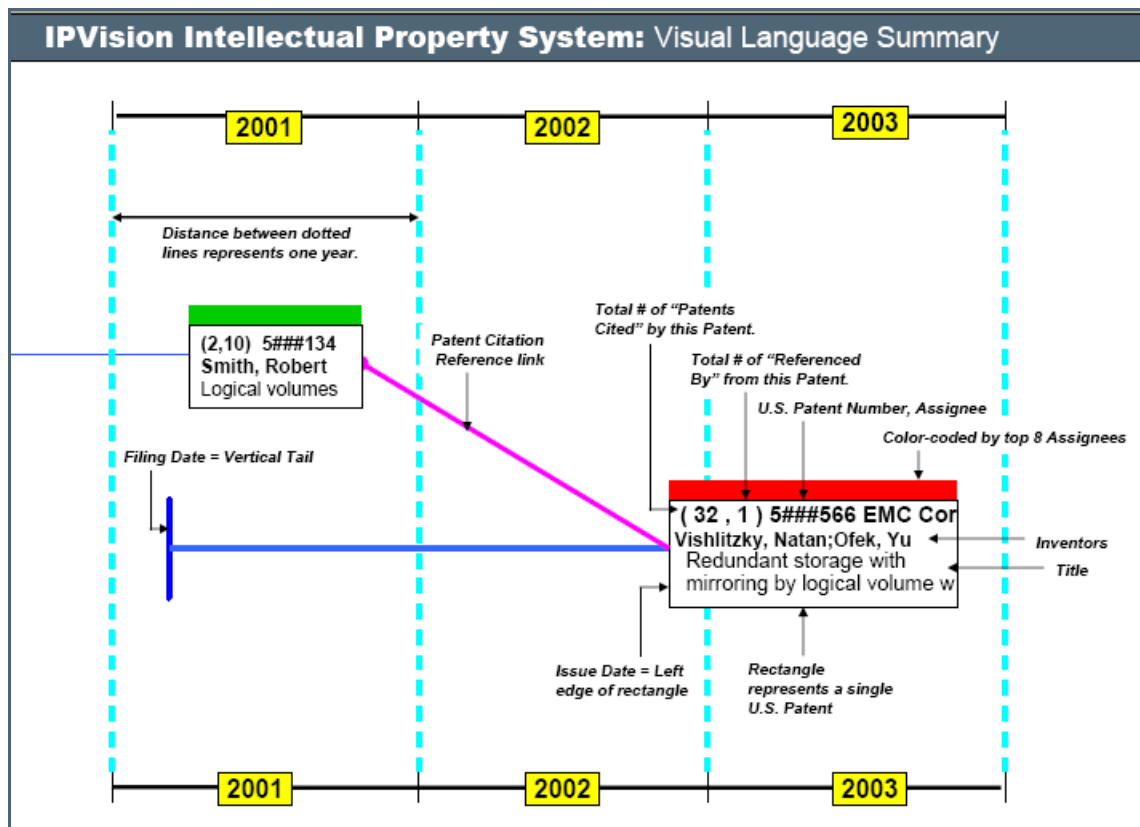 IPVision Intellectual Property System: Visual Language Summary
2001
2002
2003
Distance between dotted
lines represents one year.
(2,10) 5###134
Smith, Robert
Logical volumes
Patent Citation
Reference link
Total # of “Patents
Cited” by this Patent.
Total # of “Referenced
By” from this Patent.
U.S. Patent Number, Assignee
Color-coded by top 8 Assignees
Filing Date = Vertical Tail
( 32 , 1 ) 5###566 EMC Cor
Vishlitzky, Natan;Ofek, Yu
Redundant storage with
mirroring by logical volume w
Inventors
Title
Issue Date = Left
edge of rectangle
Rectangle
represents a single
U.S. Patent
2001
2002
2003